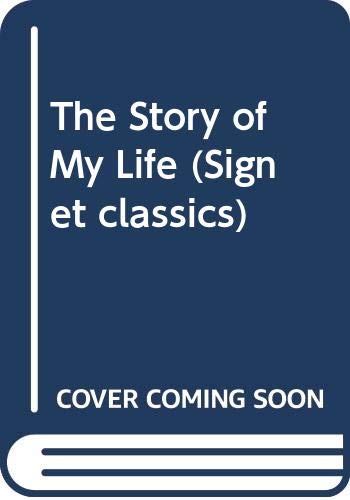 The Story of
My Life (Sign
et classics)
COVER COMING SOON